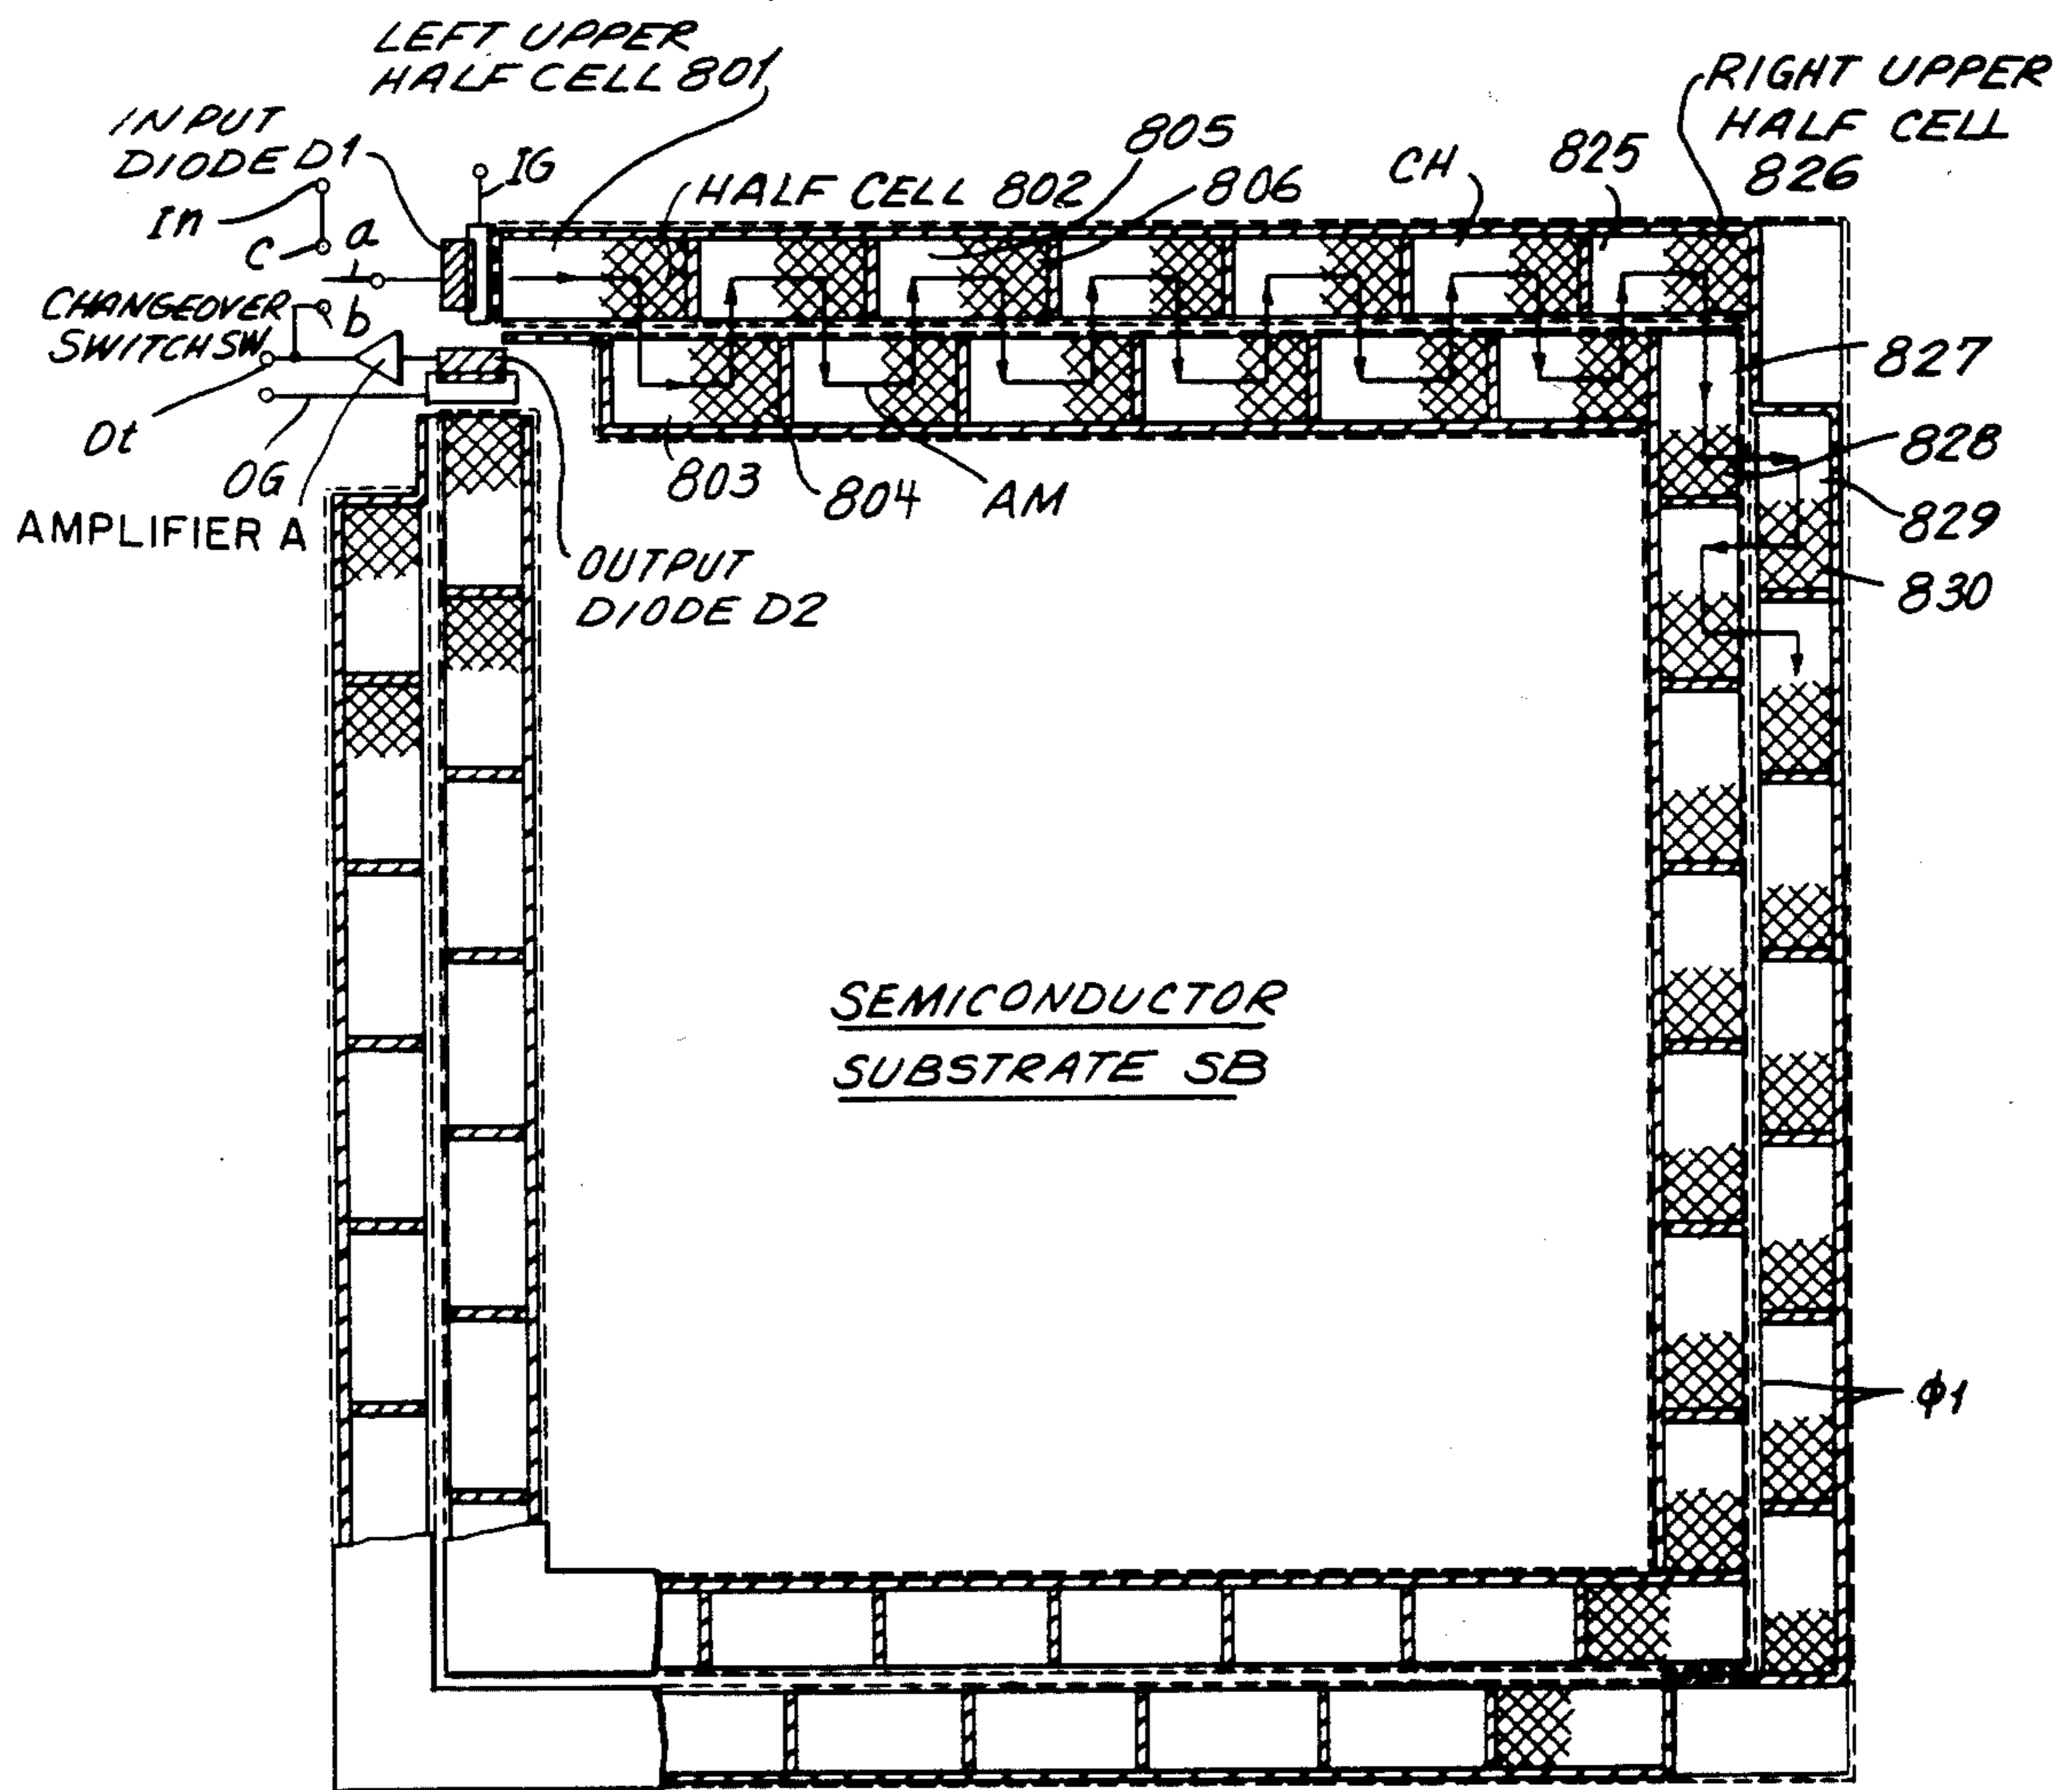 LEFT UPPER
HALF CELL 801
INPUT
DIODE D1
IG
In
C
a
HALF CELL 802
805
806
CH
825
RIGHT UPPER
HALF CELL
826
CHANGEOVER
SWITCH SW
b
827
Ot
OG
AMPLIFIER A
803
804
AM
828
829
830
OUTPUT
DIODE D2
SEMICONDUCTOR
SUBSTRATE SB
ϕ1